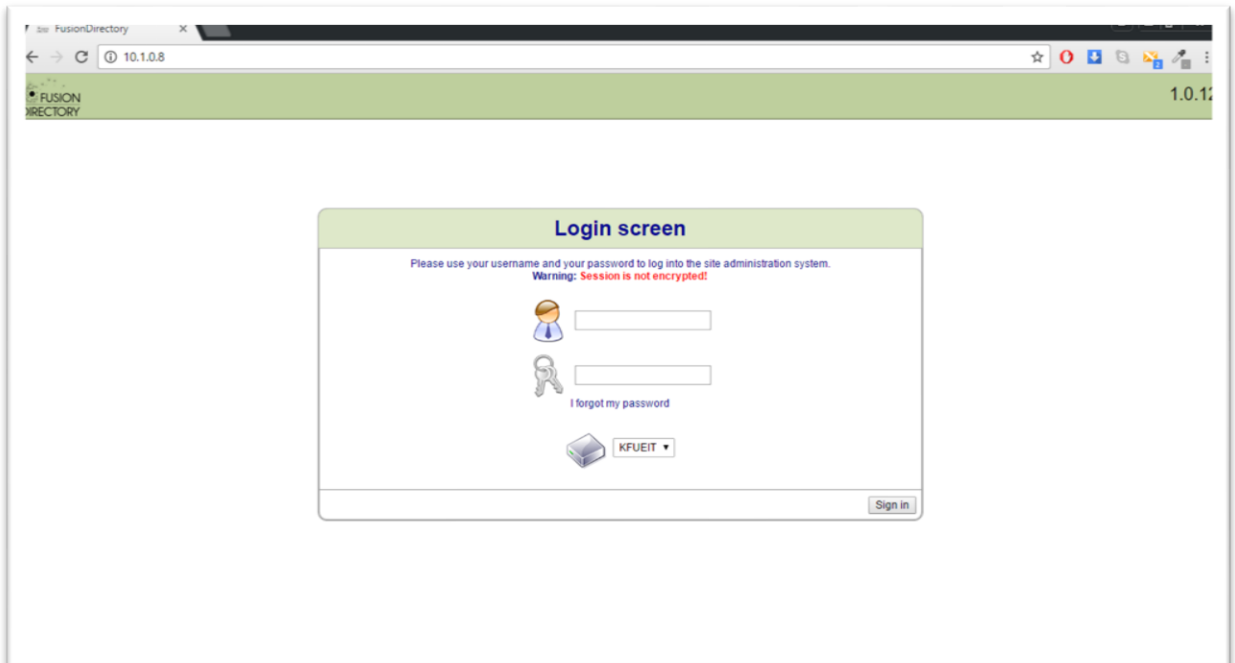 FusionDirectory
10.1.0.8
2
FUSION
DIRECTORY
1.0.12
Login screen
Please use your username and your password to log into the site administration system.
Warning: Session is not encrypted!
I forgot my password
KFUEIT
Sign in